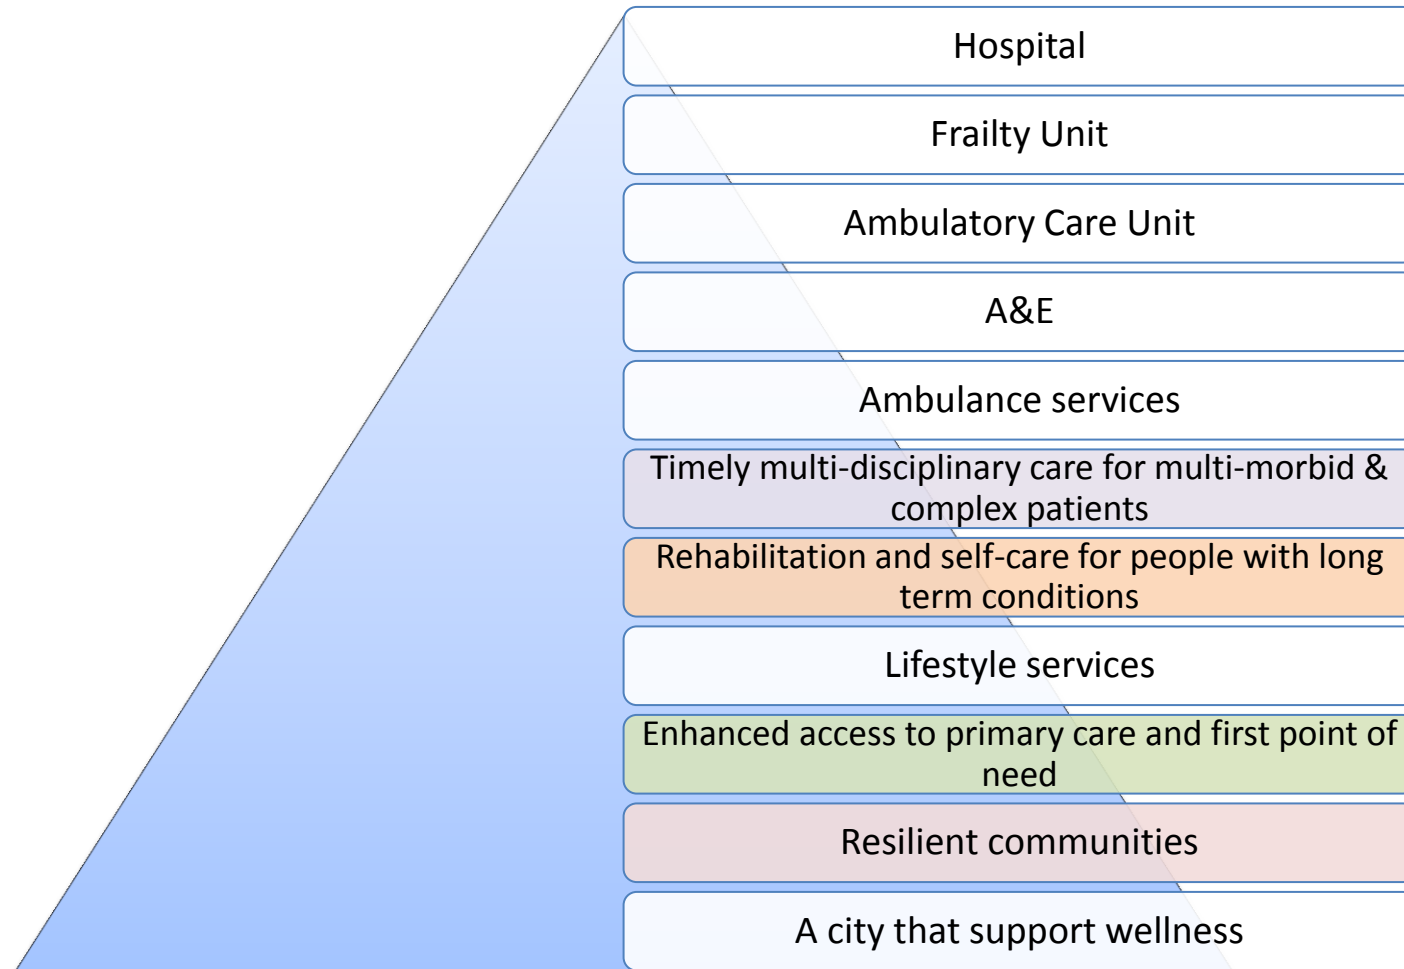 Hospital
Frailty Unit
Ambulatory Care Unit
A&E
Ambulance services
Timely multi-disciplinary care for multi-morbid &
complex patients
Rehabilitation and self-care for people with long
term conditions
Lifestyle services
Enhanced access to primary care and first point of
need
Resilient communities
A city that support wellness